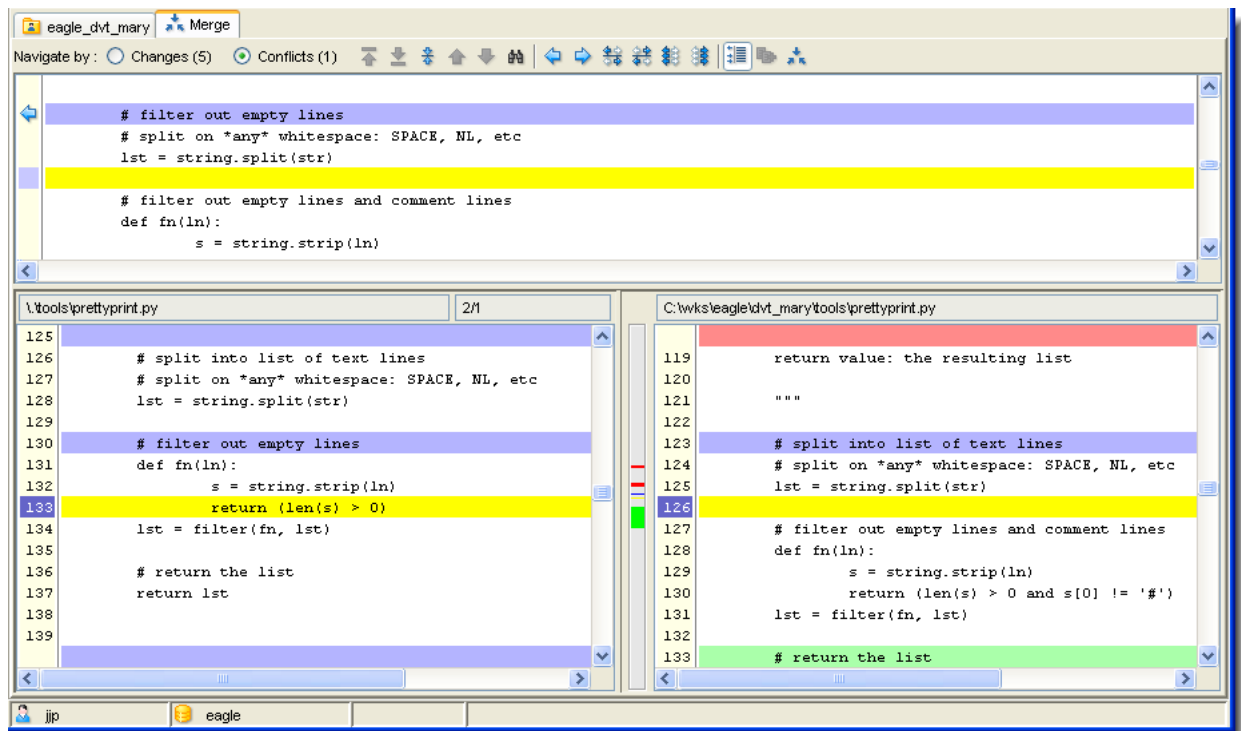 eagle_dvt_mary Merge
Navigate by : Changes (5) Conflicts (1)
# filter out empty lines
# split on *any* whitespace: SPACE, NL, etc
lst = string.split(str)
# filter out empty lines and comment lines
def fn(ln):
s = string.strip(ln)
\.\tools\prettyprint.py 2/1
125
126 # split into list of text lines
127 # split on *any* whitespace: SPACE, NL, etc
128 lst = string.split(str)
129
130 # filter out empty lines
131 def fn(ln):
132 s = string.strip(ln)
133 return (len(s) > 0)
134 lst = filter(fn, lst)
135
136 # return the list
137 return lst
138
139
C:\wks\eagle\dvt_mary\tools\prettyprint.py
119 return value: the resulting list
120
121 """
122
123 # split into list of text lines
124 # split on *any* whitespace: SPACE, NL, etc
125 lst = string.split(str)
126
127 # filter out empty lines and comment lines
128 def fn(ln):
129 s = string.strip(ln)
130 return (len(s) > 0 and s[0] != '#')
131 lst = filter(fn, lst)
132
133 # return the list
jjp eagle